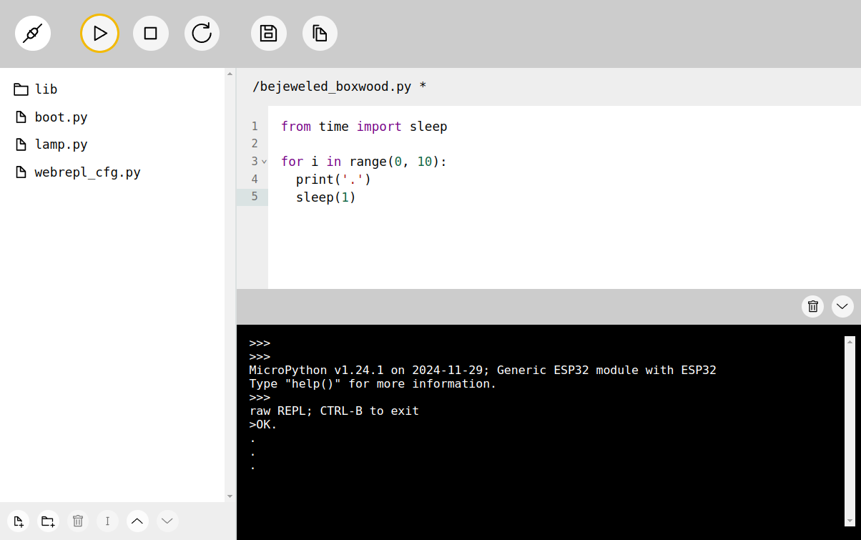 lib
boot.py
lamp.py
webrepl_cfg.py
/bejeweled_boxwood.py *
1 from time import sleep
2
3 for i in range(0, 10):
4 print('.')
5 sleep(1)
>>>
>>>
MicroPython v1.24.1 on 2024-11-29; Generic ESP32 module with ESP32
Type "help()" for more information.
>>>
raw REPL; CTRL-B to exit
>OK.
.
.
.